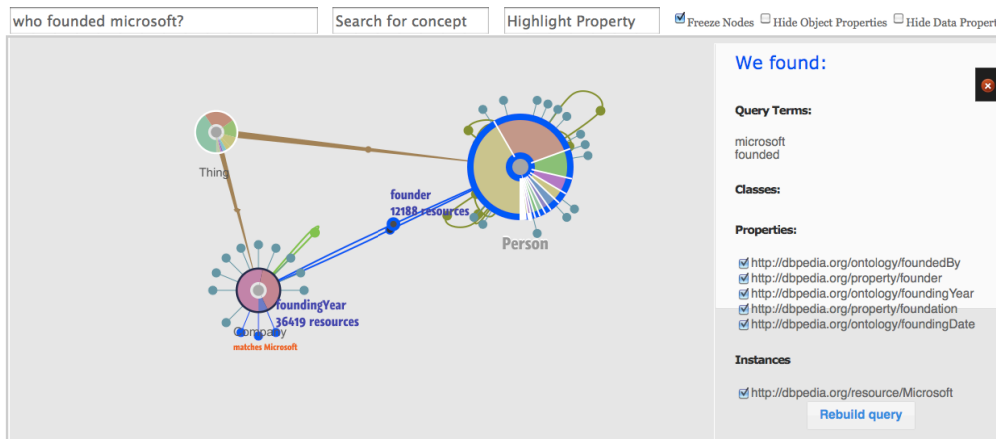 who founded microsoft?
Search for concept
Highlight Property
Freeze Nodes
Hide Object Properties
Hide Data Propert
We found:
Query Terms:
microsoft
founded
Classes:
Properties:
http://dbpedia.org/ontology/foundedBy
http://dbpedia.org/property/founder
http://dbpedia.org/ontology/foundingYear
http://dbpedia.org/property/foundation
http://dbpedia.org/ontology/foundingDate
Instances
http://dbpedia.org/resource/Microsoft
Rebuild query
Thing
founder
12188 resources
Person
foundingYear
36419 resources
Company
matches Microsoft